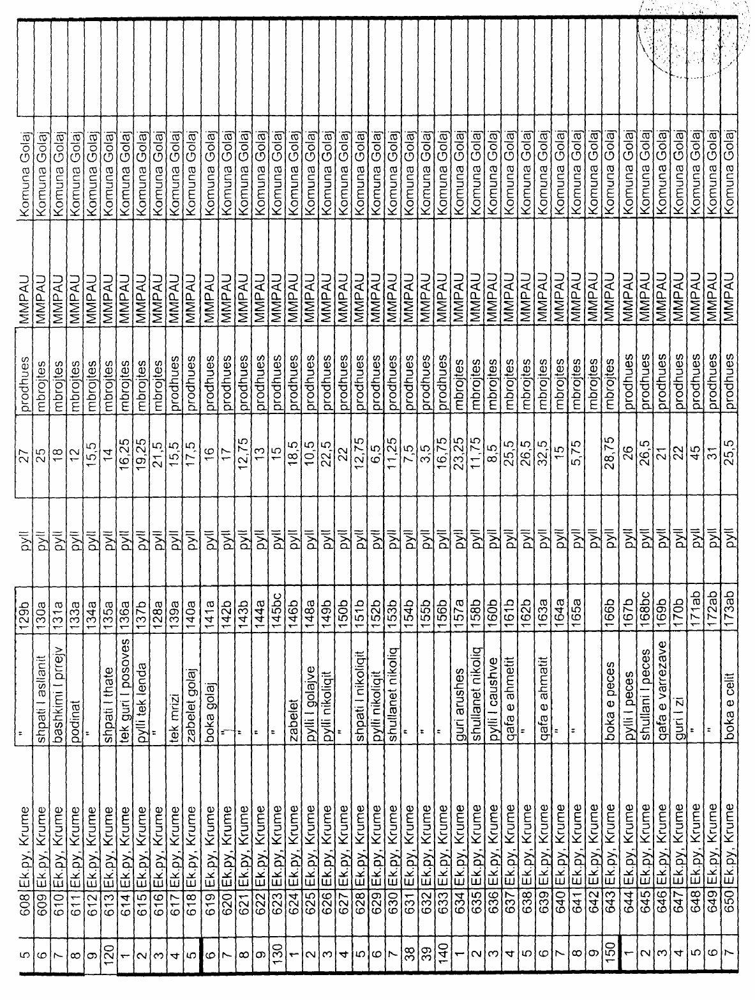 5 608 Ek.py, Krume " 129b pyll 27 prodhues MMPAU Komuna Golaj
6 609 Ek.py, Krume shpati I asllanit 130a pyll 25 mbrojtes MMPAU Komuna Golaj
7 610 Ek.py, Krume bashkimi I prrejv 131a pyll 18 mbrojtes MMPAU Komuna Golaj
8 611 Ek.py, Krume podinat 133a pyll 12 mbrojtes MMPAU Komuna Golaj
9 612 Ek.py, Krume " 134a pyll 15,5 mbrojtes MMPAU Komuna Golaj
120 613 Ek.py, Krume shpati I thate 135a pyll 14 mbrojtes MMPAU Komuna Golaj
1 614 Ek.py, Krume tek guri I posoves 136a pyll 16,25 mbrojtes MMPAU Komuna Golaj
2 615 Ek.py, Krume pylli tek lenda 137b pyll 19,25 mbrojtes MMPAU Komuna Golaj
3 616 Ek.py, Krume " 128a pyll 21,5 mbrojtes MMPAU Komuna Golaj
4 617 Ek.py, Krume tek mrizi 139a pyll 15,5 prodhues MMPAU Komuna Golaj
5 618 Ek.py, Krume zabelet golaj 140a pyll 17,5 prodhues MMPAU Komuna Golaj
6 619 Ek.py, Krume boka golaj 141a pyll 16 prodhues MMPAU Komuna Golaj
7 620 Ek.py, Krume " 142b pyll 17 prodhues MMPAU Komuna Golaj
8 621 Ek.py, Krume " 143b pyll 12,75 prodhues MMPAU Komuna Golaj
9 622 Ek.py, Krume " 144a pyll 13 prodhues MMPAU Komuna Golaj
130 623 Ek.py, Krume " 145bc pyll 15 prodhues MMPAU Komuna Golaj
1 624 Ek.py, Krume zabelet 146b pyll 18,5 prodhues MMPAU Komuna Golaj
2 625 Ek.py, Krume pylli I golajve 148a pyll 10,5 prodhues MMPAU Komuna Golaj
3 626 Ek.py, Krume pylli nikoliqit 149b pyll 22,5 prodhues MMPAU Komuna Golaj
4 627 Ek.py, Krume " 150b pyll 22 prodhues MMPAU Komuna Golaj
5 628 Ek.py, Krume shpati I nikoliqit 151b pyll 12,75 prodhues MMPAU Komuna Golaj
6 629 Ek.py, Krume pylli nikoliqit 152b pyll 6,5 prodhues MMPAU Komuna Golaj
7 630 Ek.py, Krume shullanet nikoliq 153b pyll 11,25 prodhues MMPAU Komuna Golaj
38 631 Ek.py, Krume " 154b pyll 7,5 prodhues MMPAU Komuna Golaj
39 632 Ek.py, Krume " 155b pyll 3,5 prodhues MMPAU Komuna Golaj
140 633 Ek.py, Krume " 156b pyll 16,75 prodhues MMPAU Komuna Golaj
1 634 Ek.py, Krume guri arushes 157a pyll 23,25 mbrojtes MMPAU Komuna Golaj
2 635 Ek.py, Krume shullanet nikoliq 158b pyll 11,75 mbrojtes MMPAU Komuna Golaj
3 636 Ek.py, Krume pylli I caushve 160b pyll 8,5 mbrojtes MMPAU Komuna Golaj
4 637 Ek.py, Krume qafa e ahmetit 161b pyll 25,5 mbrojtes MMPAU Komuna Golaj
5 638 Ek.py, Krume " 162b pyll 26,5 mbrojtes MMPAU Komuna Golaj
6 639 Ek.py, Krume qafa e ahmatit 163a pyll 32,5 mbrojtes MMPAU Komuna Golaj
7 640 Ek.py, Krume " 164a pyll 15 mbrojtes MMPAU Komuna Golaj
8 641 Ek.py, Krume " 165a pyll 5,75 mbrojtes MMPAU Komuna Golaj
9 642 Ek.py, Krume pyll mbrojtes MMPAU Komuna Golaj
150 643 Ek.py, Krume boka e peces 166b pyll 28,75 mbrojtes MMPAU Komuna Golaj
1 644 Ek.py, Krume pylli I peces 167b pyll 26 prodhues MMPAU Komuna Golaj
2 645 Ek.py, Krume shullani I peces 168bc pyll 26,5 prodhues MMPAU Komuna Golaj
3 646 Ek.py, Krume qafa e varrezave 169b pyll 21 prodhues MMPAU Komuna Golaj
4 647 Ek.py, Krume guri I zi 170b pyll 22 prodhues MMPAU Komuna Golaj
5 648 Ek.py, Krume " 171ab pyll 45 prodhues MMPAU Komuna Golaj
6 649 Ek.py, Krume " 172ab pyll 31 prodhues MMPAU Komuna Golaj
7 650 Ek.py, Krume boka e celit 173ab pyll 25,5 prodhues MMPAU Komuna Golaj